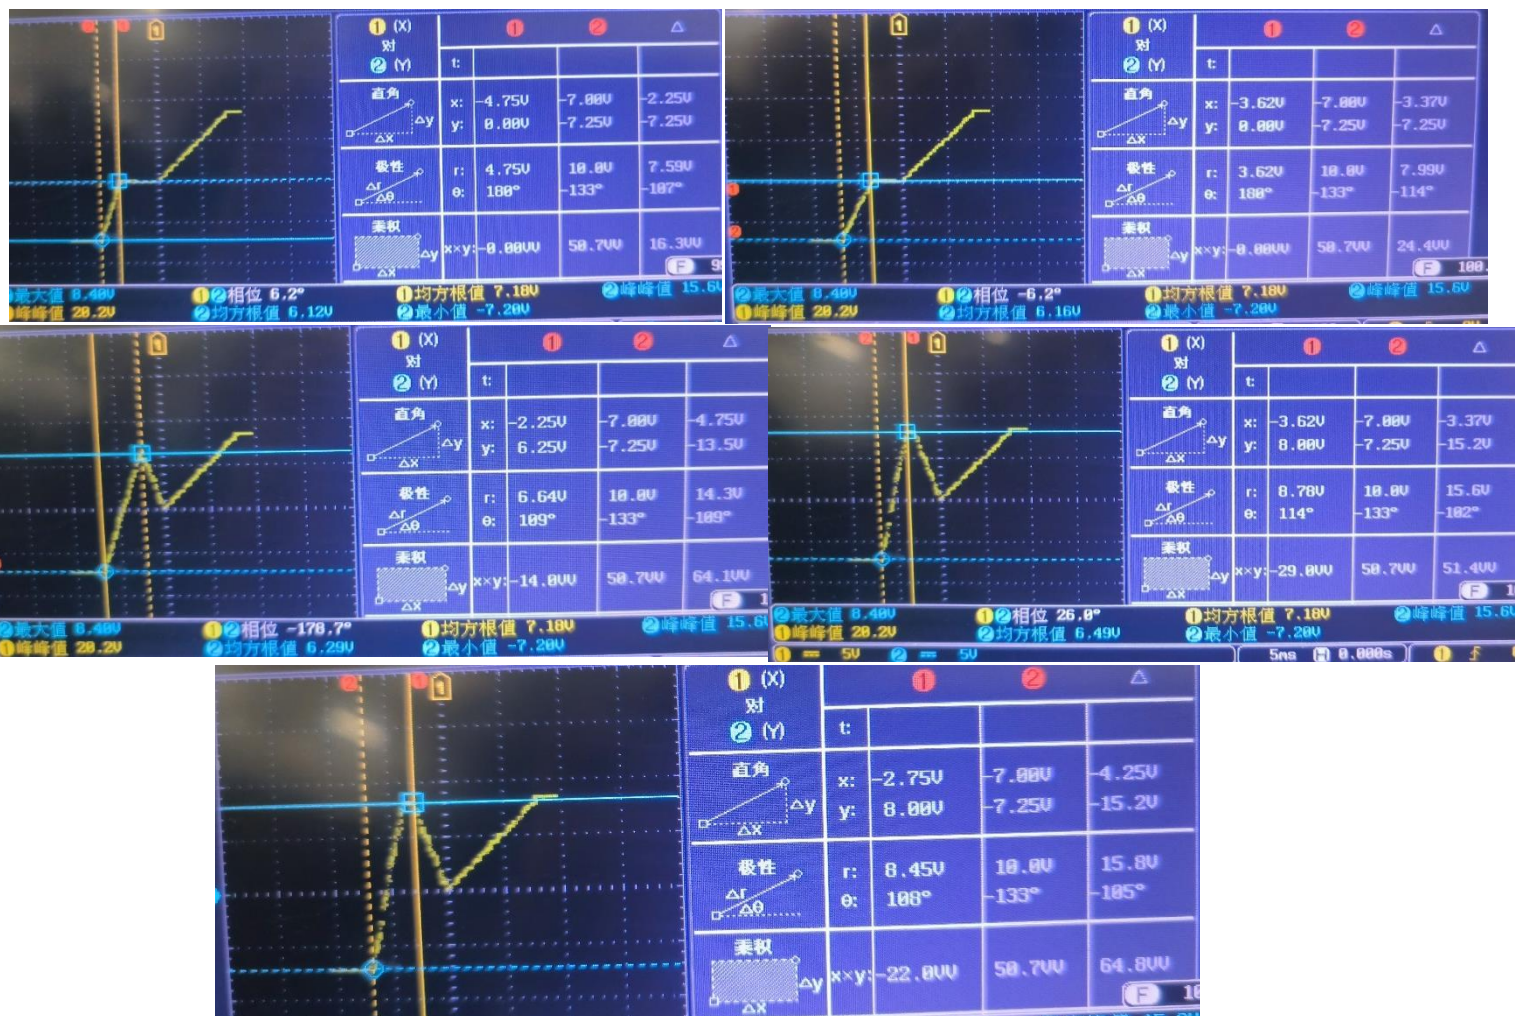 1 (X) 1 2 △
对
2 (Y) t:
直角 x: -4.75V -7.00V -2.25V
△y y: 0.00V -7.25V -7.25V
△x
极性 r: 4.75V 10.0V 7.59V
△r
△θ θ: 180° -133° -107°
乘积
△y x×y: -0.00VV 50.7VV 16.3VV
△x
F 9
2最大值 8.40V 12相位 6.2° 1均方根值 7.18V 2峰峰值 15.6V
1峰峰值 20.2V 2均方根值 6.12V 2最小值 -7.20V
1 (X) 1 2 △
对
2 (Y) t:
直角 x: -3.62V -7.00V -3.37V
△y y: 0.00V -7.25V -7.25V
△x
极性 r: 3.62V 10.0V 7.99V
△r
△θ θ: 180° -133° -114°
乘积
△y x×y: -0.00VV 50.7VV 24.4VV
△x
F 100.
2最大值 8.40V 12相位 -6.2° 1均方根值 7.18V 2峰峰值 15.6V
1峰峰值 20.2V 2均方根值 6.16V 2最小值 -7.20V
1 (X) 1 2 △
对
2 (Y) t:
直角 x: -2.25V -7.00V -4.75V
△y y: 6.25V -7.25V -13.5V
△x
极性 r: 6.64V 10.0V 14.3V
△r
△θ θ: 109° -133° -109°
乘积
△y x×y: -14.0VV 50.7VV 64.1VV
△x
F 1
2最大值 8.40V 12相位 -178.7° 1均方根值 7.18V 2峰峰值 15.6V
1峰峰值 20.2V 2均方根值 6.29V 2最小值 -7.20V
1 (X) 1 2 △
对
2 (Y) t:
直角 x: -3.62V -7.00V -3.37V
△y y: 8.00V -7.25V -15.2V
△x
极性 r: 8.78V 10.0V 15.6V
△r
△θ θ: 114° -133° -102°
乘积
△y x×y: -29.0VV 50.7VV 51.4VV
△x
F 1
2最大值 8.40V 12相位 26.0° 1均方根值 7.18V 2峰峰值 15.6V
1峰峰值 20.2V 2均方根值 6.49V 2最小值 -7.20V
1 5V 2 5V 5ms H 0.000s 1
2 1 1
1 (X) 1 2 △
对
2 (Y) t:
直角 x: -2.75V -7.00V -4.25V
△y y: 8.00V -7.25V -15.2V
△x
极性 r: 8.45V 10.0V 15.8V
△r
△θ θ: 108° -133° -105°
乘积
△y x×y: -22.0VV 50.7VV 64.8VV
△x
F 10